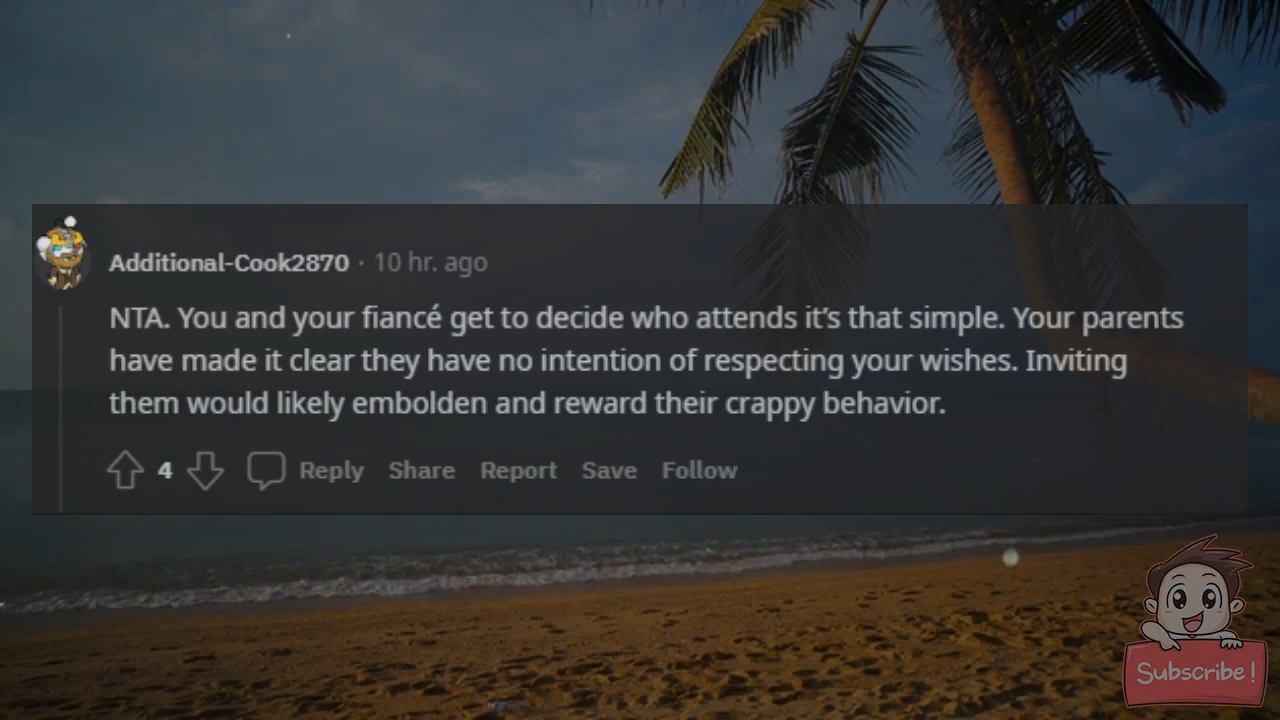 Additional-Cook2870 · 10 hr. ago
NTA. You and your fiancé get to decide who attends it's that simple. Your parents
have made it clear they have no intention of respecting your wishes. Inviting
them would likely embolden and reward their crappy behavior.
4 Reply Share Report Save Follow
Subscribe!